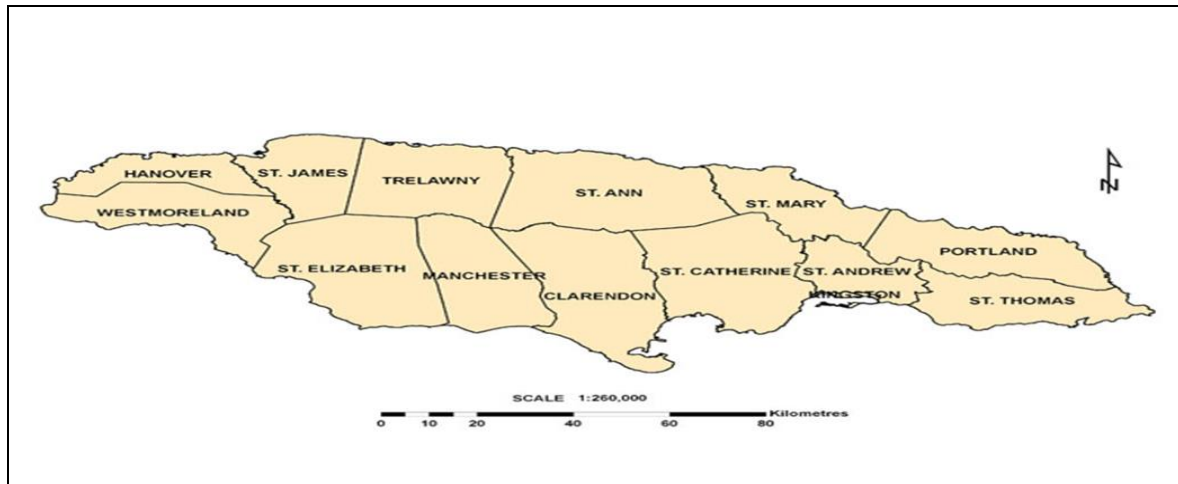 HANOVER
ST. JAMES
TRELAWNY
ST. ANN
ST. MARY
WESTMORELAND
PORTLAND
ST. ELIZABETH
MANCHESTER
CLARENDON
ST. CATHERINE
ST. ANDREW
KINGSTON
ST. THOMAS
N
SCALE 1:260,000
0 10 20 40 60 80 Kilometres